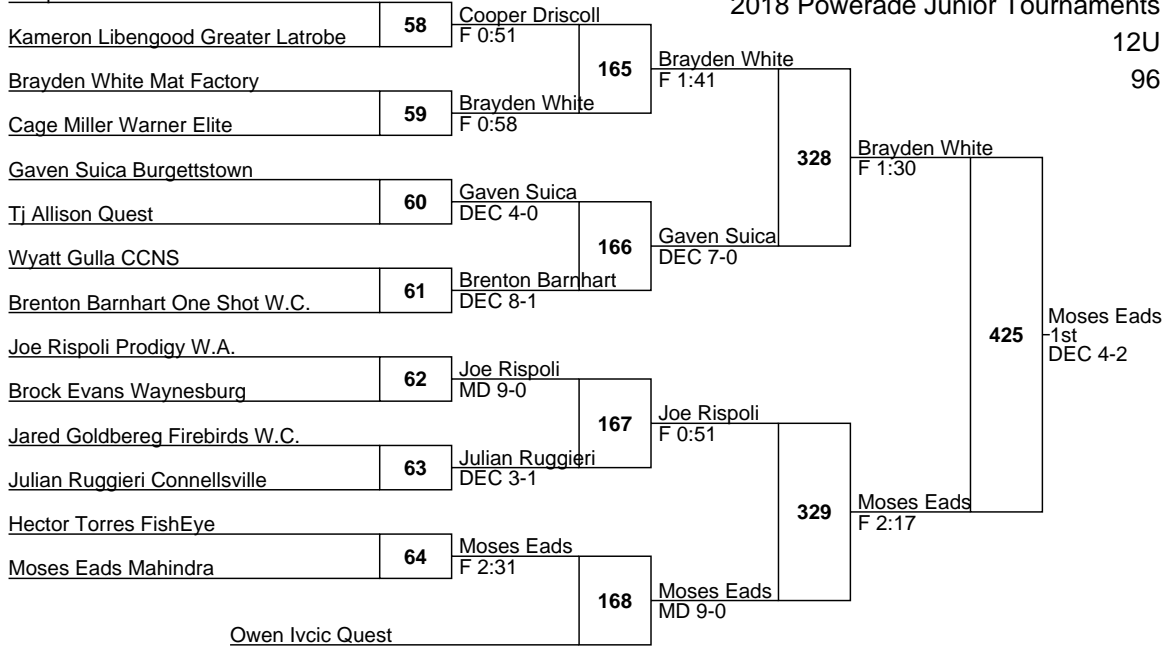 2018 Powerade Junior Tournaments
12U
96
Kameron Libengood Greater Latrobe
Brayden White Mat Factory
Cage Miller Warner Elite
Gaven Suica Burgettstown
Tj Allison Quest
Wyatt Gulla CCNS
Brenton Barnhart One Shot W.C.
Joe Rispoli Prodigy W.A.
Brock Evans Waynesburg
Jared Goldbereg Firebirds W.C.
Julian Ruggieri Connellsville
Hector Torres FishEye
Moses Eads Mahindra
Owen Ivcic Quest
58
59
60
61
62
63
64
Cooper Driscoll
F 0:51
Brayden White
F 0:58
Gaven Suica
DEC 4-0
Brenton Barnhart
DEC 8-1
Joe Rispoli
MD 9-0
Julian Ruggieri
DEC 3-1
Moses Eads
F 2:31
165
166
167
168
Brayden White
F 1:41
Gaven Suica
DEC 7-0
Joe Rispoli
F 0:51
Moses Eads
MD 9-0
328
329
Brayden White
F 1:30
Moses Eads
F 2:17
425
Moses Eads
1st
DEC 4-2